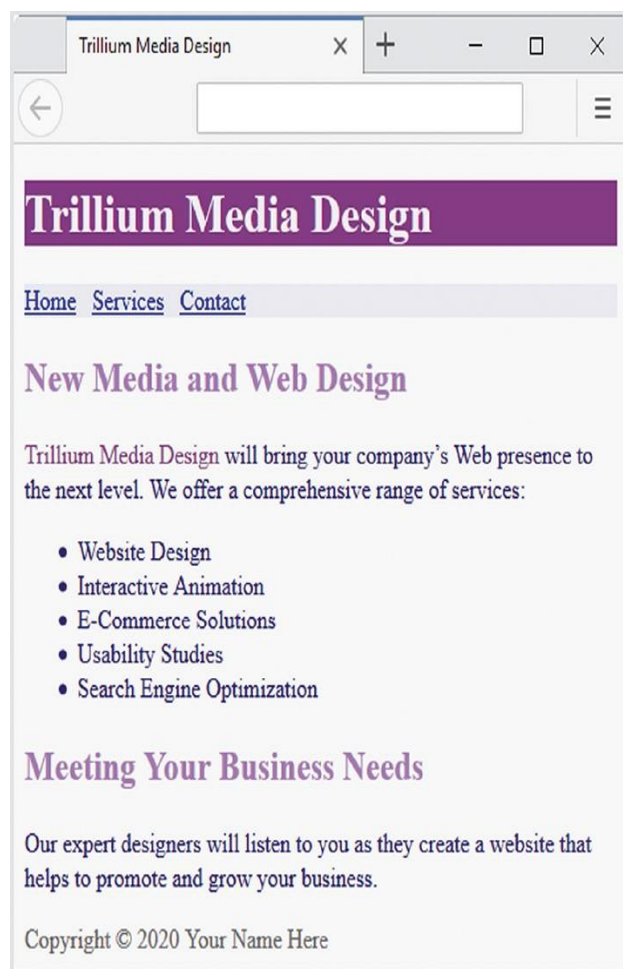 Trillium Media Design
Trillium Media Design
Home Services Contact
New Media and Web Design
Trillium Media Design will bring your company’s Web presence to
the next level. We offer a comprehensive range of services:
• Website Design
• Interactive Animation
• E-Commerce Solutions
• Usability Studies
• Search Engine Optimization
Meeting Your Business Needs
Our expert designers will listen to you as they create a website that
helps to promote and grow your business.
Copyright © 2020 Your Name Here